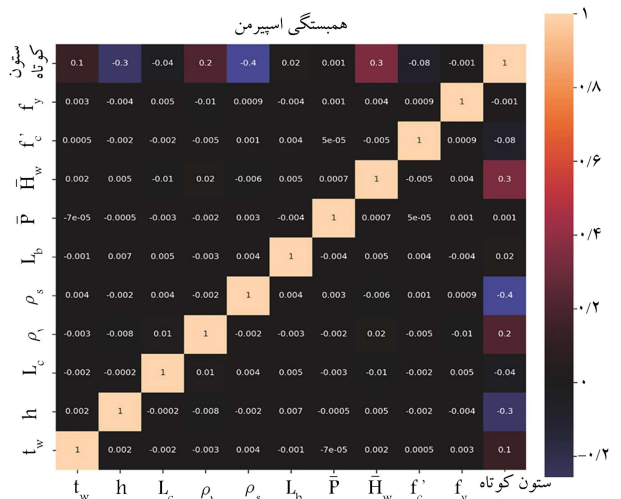 همبستگی اسپیرمن
ستون کوتاه 0.1 -0.3 -0.04 0.2 -0.4 0.02 0.001 0.3 -0.08 -0.001 1
f_y 0.003 -0.004 0.005 -0.01 0.0009 -0.004 0.001 0.004 0.0009 1 -0.001
f_c' 0.0005 -0.002 -0.002 -0.005 0.001 0.004 5e-05 -0.005 1 0.0009 -0.08
H̄_w 0.002 0.005 -0.01 0.02 -0.006 0.005 0.0007 1 -0.005 0.004 0.3
P̄ -7e-05 -0.0005 -0.003 -0.002 0.003 -0.004 1 0.0007 5e-05 0.001 0.001
L_b -0.001 0.007 0.005 -0.003 0.004 1 -0.004 0.005 0.004 -0.004 0.02
ρ_s 0.004 -0.002 0.004 -0.002 1 0.004 0.003 -0.006 0.001 0.0009 -0.4
ρ_١ -0.003 -0.008 0.01 1 -0.002 -0.003 -0.002 0.02 -0.005 -0.01 0.2
L_c -0.002 -0.0002 1 0.01 0.004 0.005 -0.003 -0.01 -0.002 0.005 -0.04
h 0.002 1 -0.0002 -0.008 -0.002 0.007 -0.0005 0.005 -0.002 -0.004 -0.3
t_w 1 0.002 -0.002 -0.003 0.004 -0.001 -7e-05 0.002 0.0005 0.003 0.1
t_w h L_c ρ_١ ρ_s L_b P̄ H̄_w f_c' f_y ستون کوتاه
۱
۰/۸
۰/۶
۰/۴
۰/۲
۰
-۰/۲